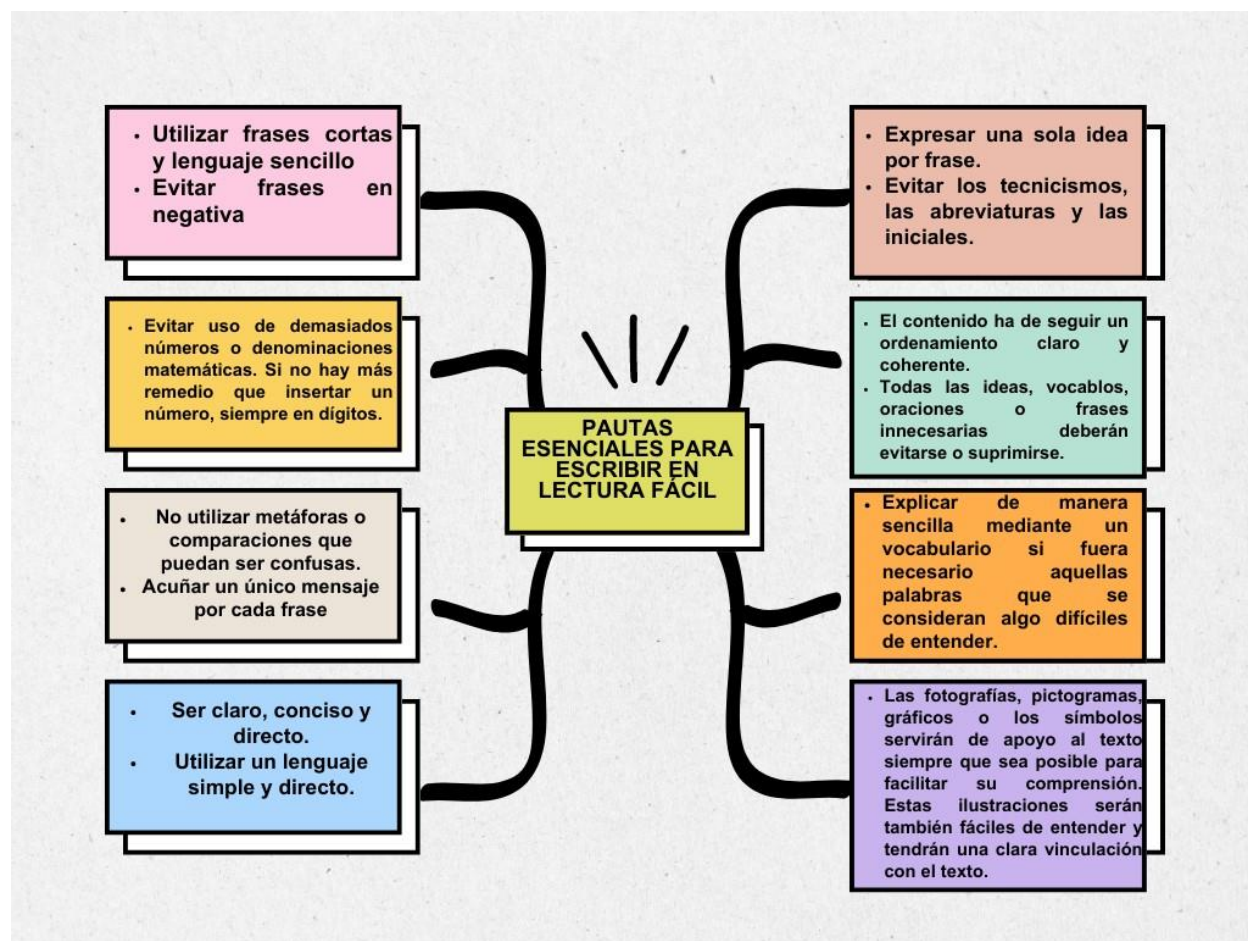 • Utilizar frases cortas
y lenguaje sencillo
• Evitar frases en
negativa
• Evitar uso de demasiados
números o denominaciones
matemáticas. Si no hay más
remedio que insertar un
número, siempre en dígitos.
• No utilizar metáforas o
comparaciones que
puedan ser confusas.
• Acuñar un único mensaje
por cada frase
• Ser claro, conciso y
directo.
• Utilizar un lenguaje
simple y directo.
PAUTAS
ESENCIALES PARA
ESCRIBIR EN
LECTURA FÁCIL
• Expresar una sola idea
por frase.
• Evitar los tecnicismos,
las abreviaturas y las
iniciales.
• El contenido ha de seguir un
ordenamiento claro y
coherente.
• Todas las ideas, vocablos,
oraciones o frases
innecesarias deberán
evitarse o suprimirse.
• Explicar de manera
sencilla mediante un
vocabulario si fuera
necesario aquellas
palabras que se
consideran algo difíciles
de entender.
• Las fotografías, pictogramas,
gráficos o los símbolos
servirán de apoyo al texto
siempre que sea posible para
facilitar su comprensión.
Estas ilustraciones serán
también fáciles de entender y
tendrán una clara vinculación
con el texto.